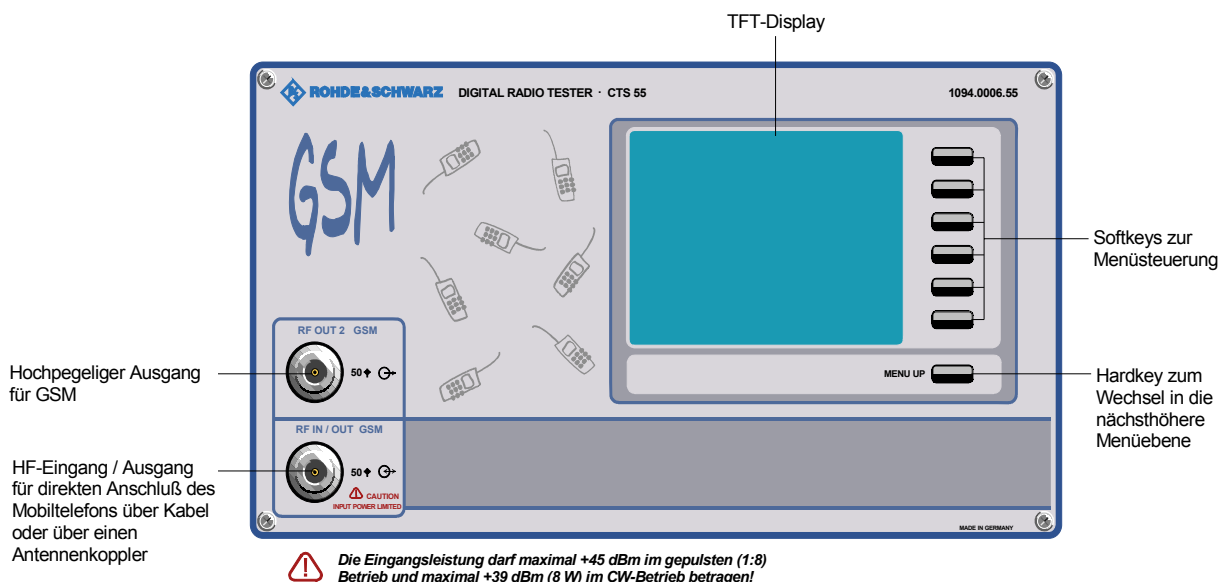 TFT-Display
ROHDE&SCHWARZ DIGITAL RADIO TESTER · CTS 55
1094.0006.55
GSM
Softkeys zur
Menüsteuerung
RF OUT 2 GSM
50
Hochpegeliger Ausgang
für GSM
MENU UP
Hardkey zum
Wechsel in die
nächsthöhere
Menüebene
RF IN / OUT GSM
50
CAUTION
INPUT POWER LIMITED
HF-Eingang / Ausgang
für direkten Anschluß des
Mobiltelefons über Kabel
oder über einen
Antennenkoppler
MADE IN GERMANY
Die Eingangsleistung darf maximal +45 dBm im gepulsten (1:8)
Betrieb und maximal +39 dBm (8 W) im CW-Betrieb betragen!